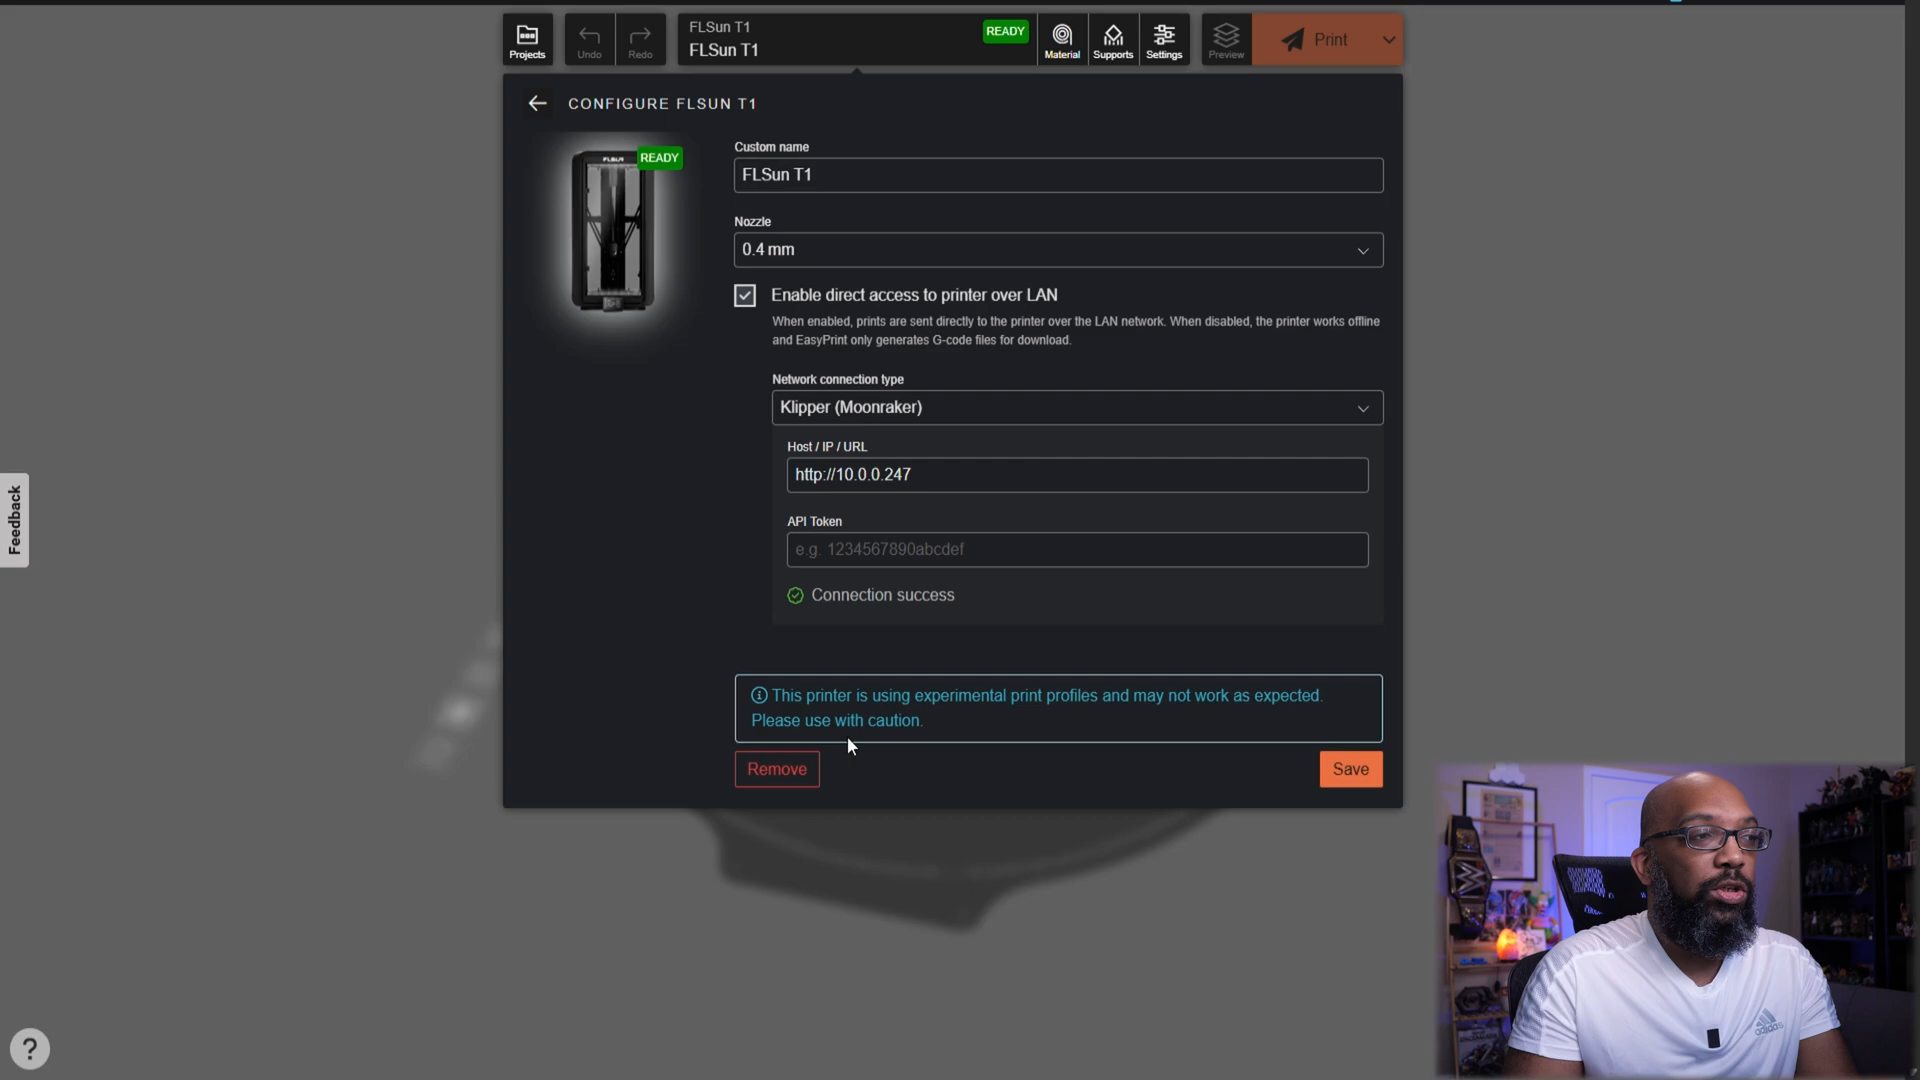 Projects
Undo
Redo
FLSun T1
FLSun T1
READY
Material
Supports
Settings
Preview
Print
CONFIGURE FLSUN T1
FLSUN
READY
Custom name
FLSun T1
Nozzle
0.4 mm
Enable direct access to printer over LAN
When enabled, prints are sent directly to the printer over the LAN network. When disabled, the printer works offline
and EasyPrint only generates G-code files for download.
Network connection type
Klipper (Moonraker)
Host / IP / URL
http://10.0.0.247
API Token
e.g. 1234567890abcdef
Connection success
This printer is using experimental print profiles and may not work as expected.
Please use with caution.
Remove
Save
Feedback
?
adidas